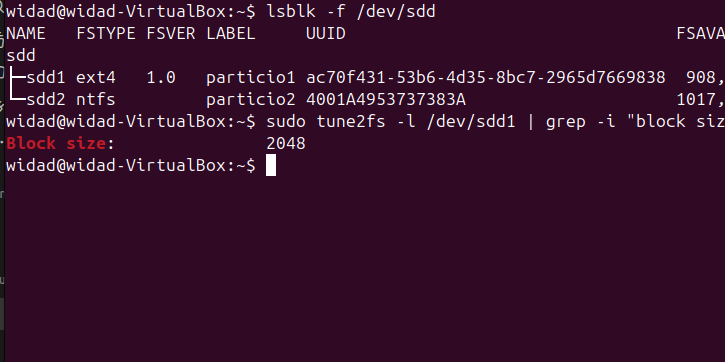 widad@widad-VirtualBox:~$ lsblk -f /dev/sdd
NAME   FSTYPE FSVER LABEL     UUID                                 FSAVA
sdd
├─sdd1 ext4   1.0   particio1 ac70f431-53b6-4d35-8bc7-2965d7669838  908,
└─sdd2 ntfs         particio2 4001A4953737383A                     1017,
widad@widad-VirtualBox:~$ sudo tune2fs -l /dev/sdd1 | grep -i "block siz
Block size:               2048
widad@widad-VirtualBox:~$